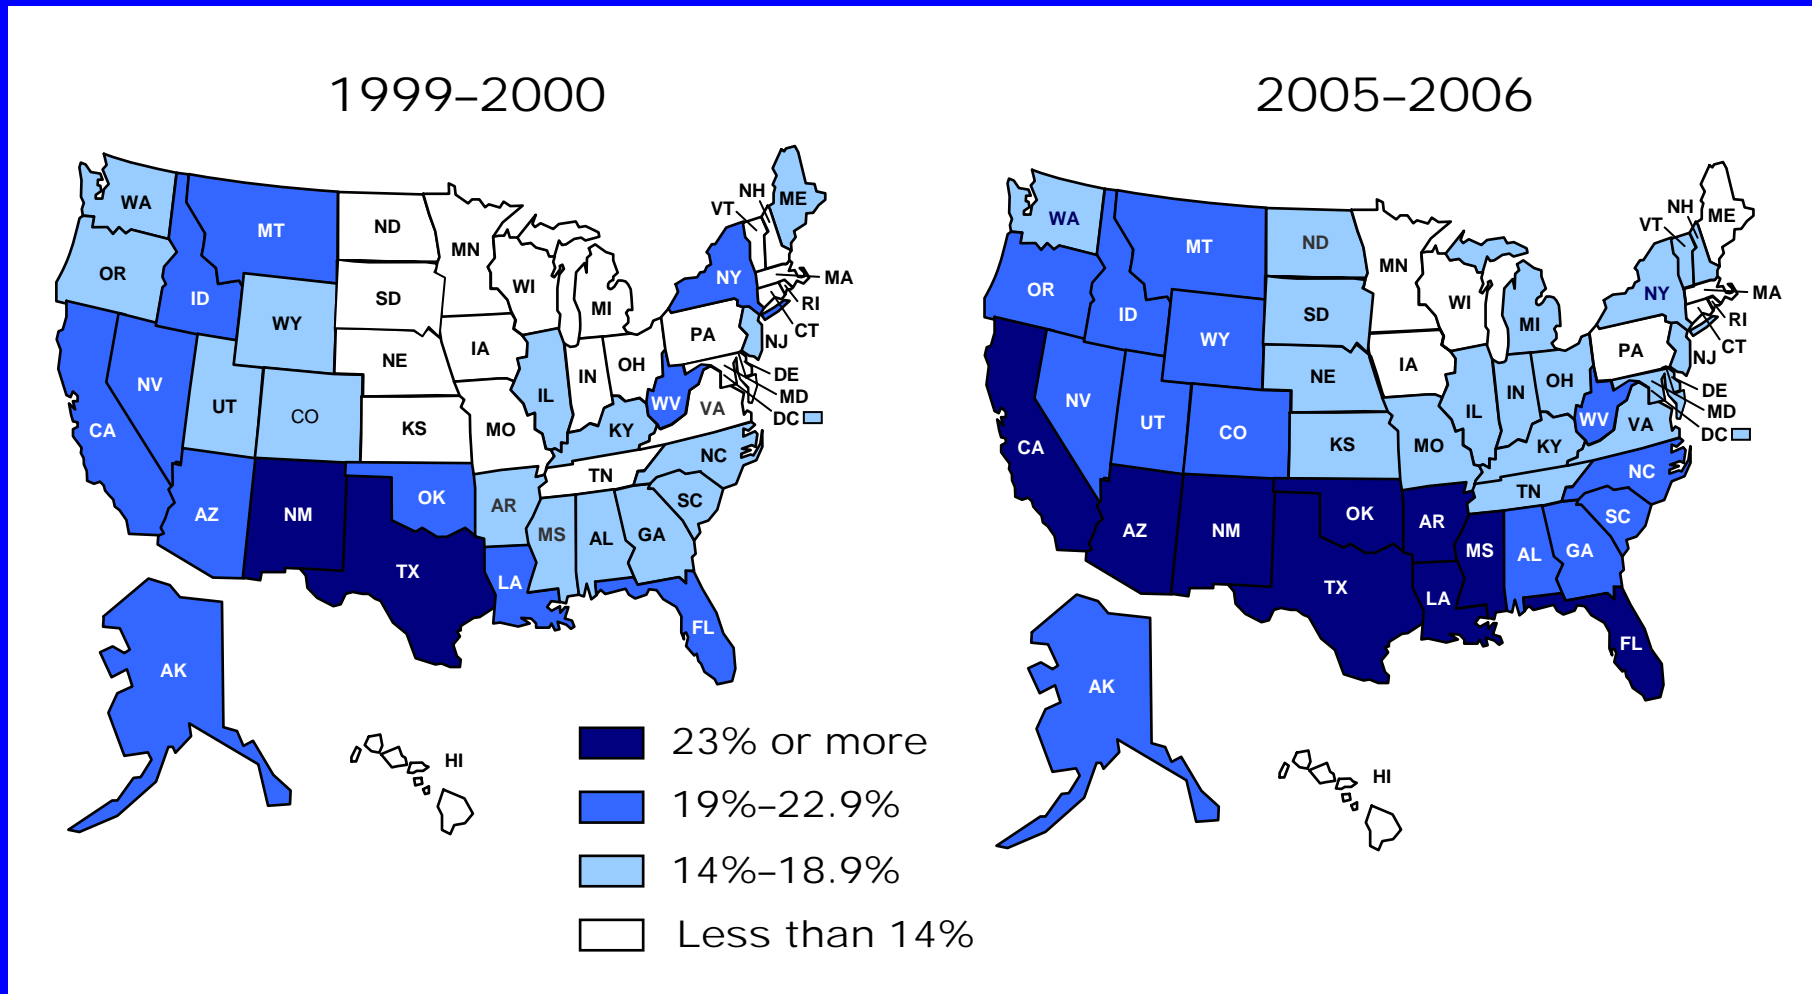 1999–2000
2005–2006
WA
MT
ND
MN
OR
ID
WY
SD
WI
MI
NH
VT
ME
NY
MA
RI
CT
NJ
PA
DE
MD
DC
NV
UT
CO
NE
IA
IL
IN
OH
WV
VA
CA
KS
MO
KY
NC
TN
SC
AZ
NM
OK
AR
MS
AL
GA
TX
LA
FL
AK
HI
WA
MT
ND
MN
OR
ID
WY
SD
WI
MI
NH
VT
ME
NY
MA
RI
CT
NJ
PA
DE
MD
DC
NV
UT
CO
NE
IA
IL
IN
OH
WV
VA
CA
KS
MO
KY
NC
TN
SC
AZ
NM
OK
AR
MS
AL
GA
TX
LA
FL
AK
HI
23% or more
19%–22.9%
14%–18.9%
Less than 14%